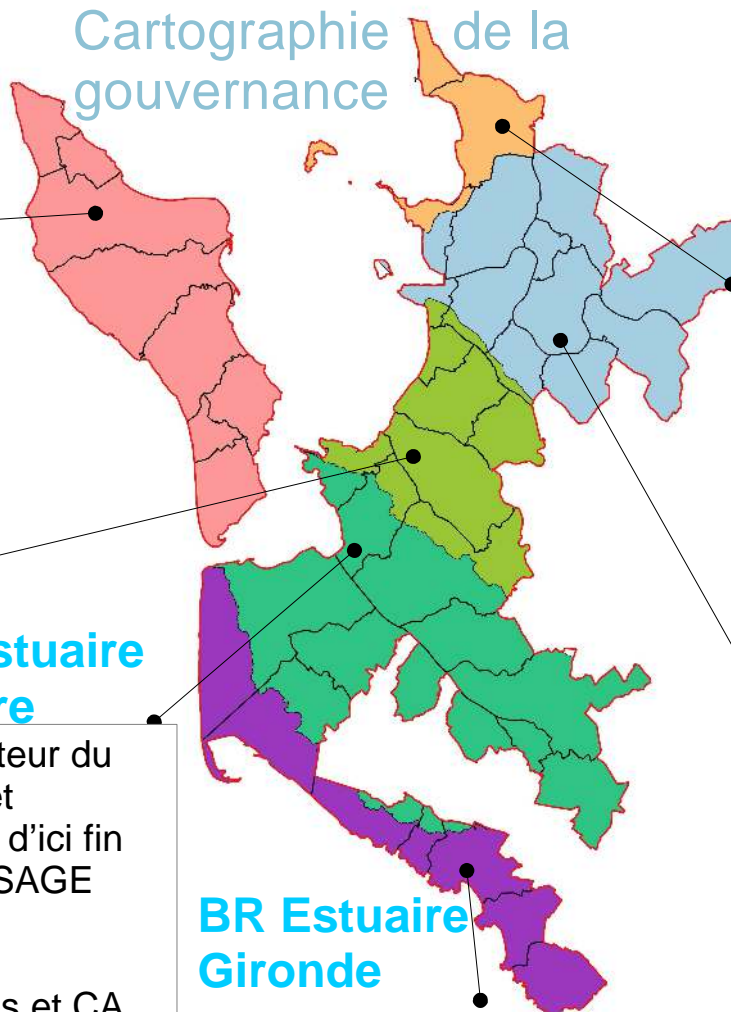 Cartographie de la
gouvernance
stuaire
re
teur du
et
d'ici fin
SAGE
s et CA
BR Estuaire
Gironde